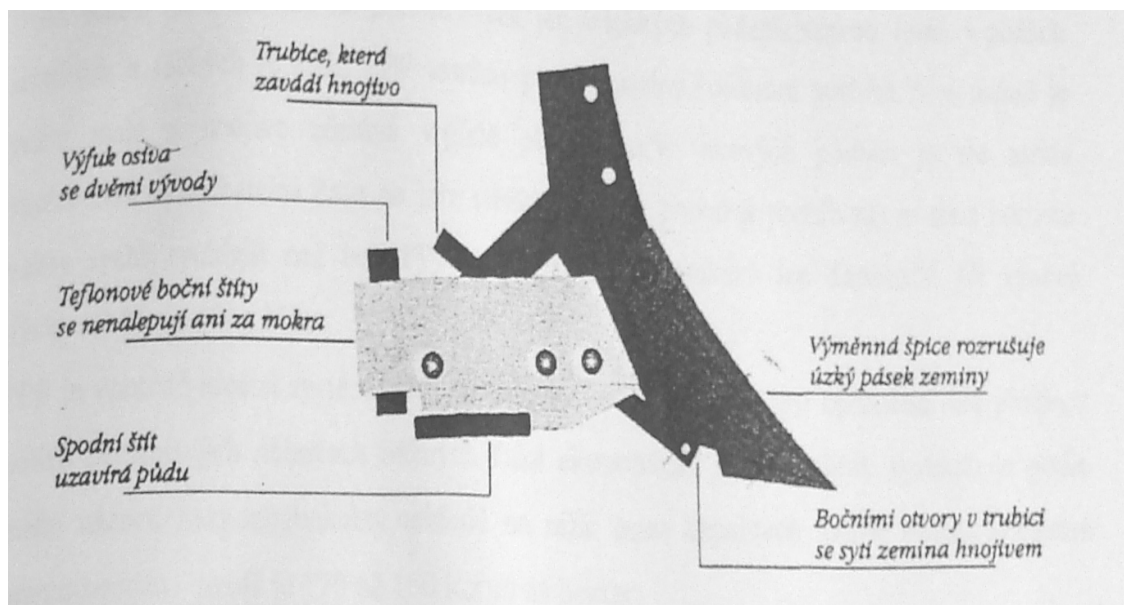 Trubice, která
zavádí hnojivo
Výfuk osiva
se dvěmi vývody
Teflonové boční štíty
se nenalepují ani za mokra
Výměnná špice rozrušuje
úzký pásek zeminy
Spodní štít
uzavírá půdu
Bočními otvory v trubici
se sytí zemina hnojivem